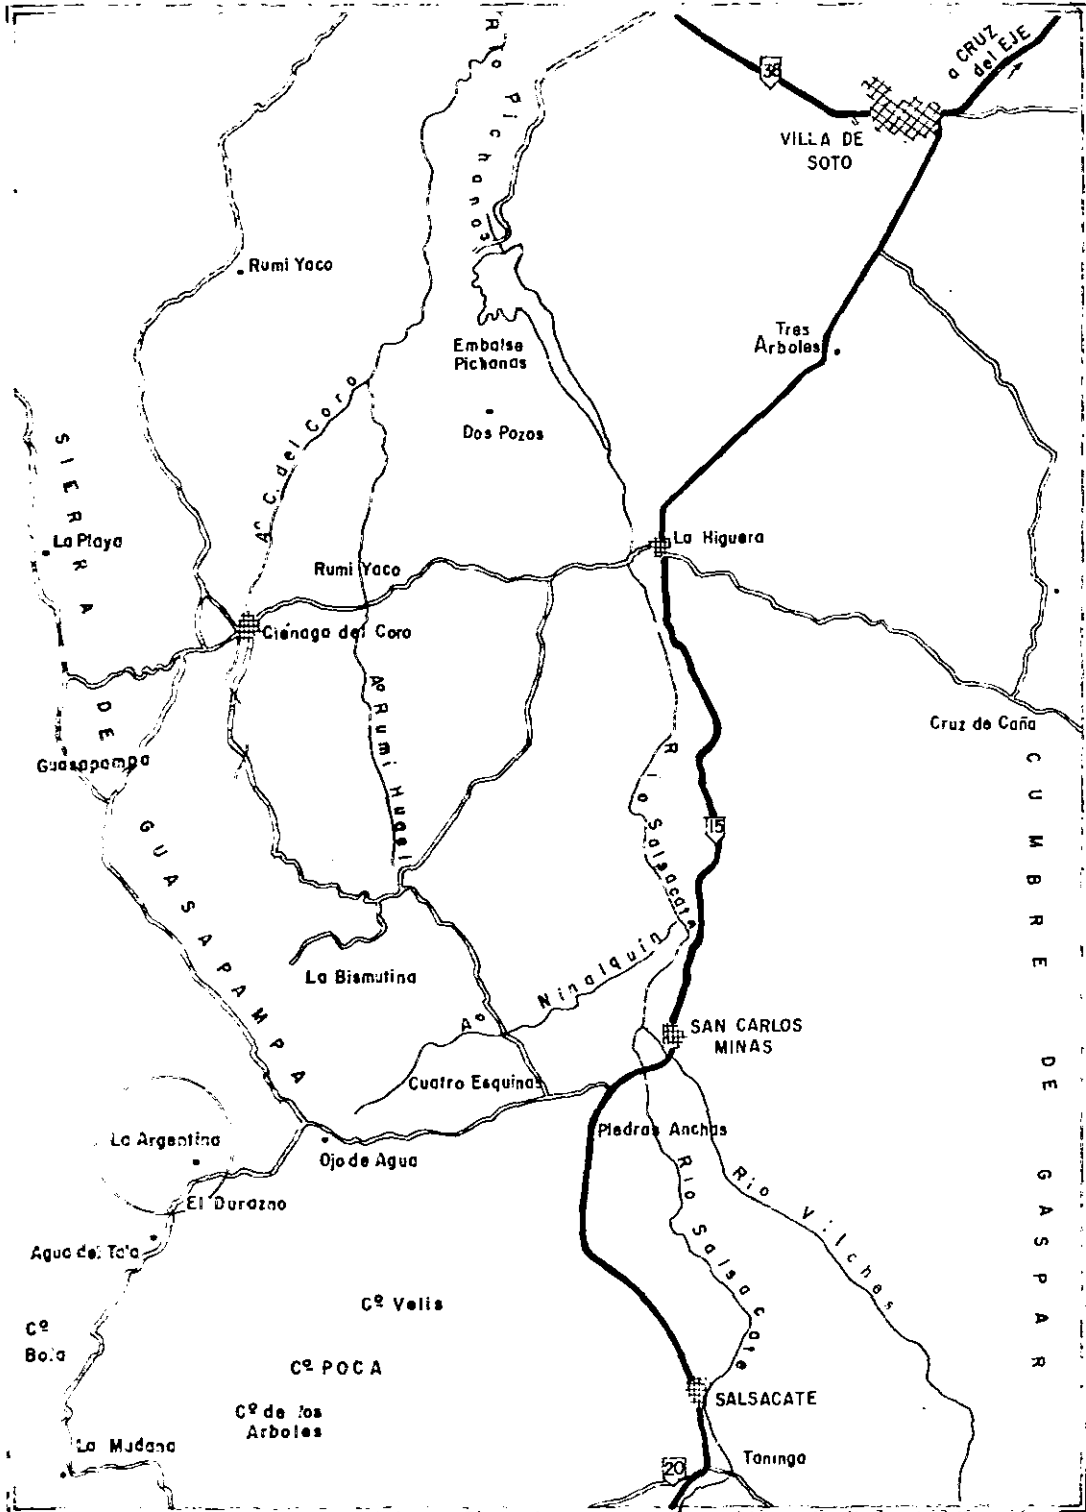 38
a CRUZ
del EJE
VILLA DE
SOTO
Río Pichanas
Rumi Yaco
Embalse
Pichanas
Tres
Arboles
Dos Pozos
Aº C. del Coro
SIERRA DE GUASAPAMPA
La Playa
La Higuera
Rumi Yaco
Ciénaga del Coro
Aº Rumi Huasi
Cruz de Caña
Guasapampa
Rio Salsacate
15
CUMBRE DE GASPAR
La Bismutina
Aº Ninalquin
SAN CARLOS
MINAS
Cuatro Esquinas
Piedras Anchas
La Argentina
Ojo de Agua
El Durazno
Rio Salsacate
Rio Vilches
Agua del Tala
Cº Velis
Cº
Bola
Cº POCA
Cº de los
Arboles
SALSACATE
La Mudana
20
Taninga